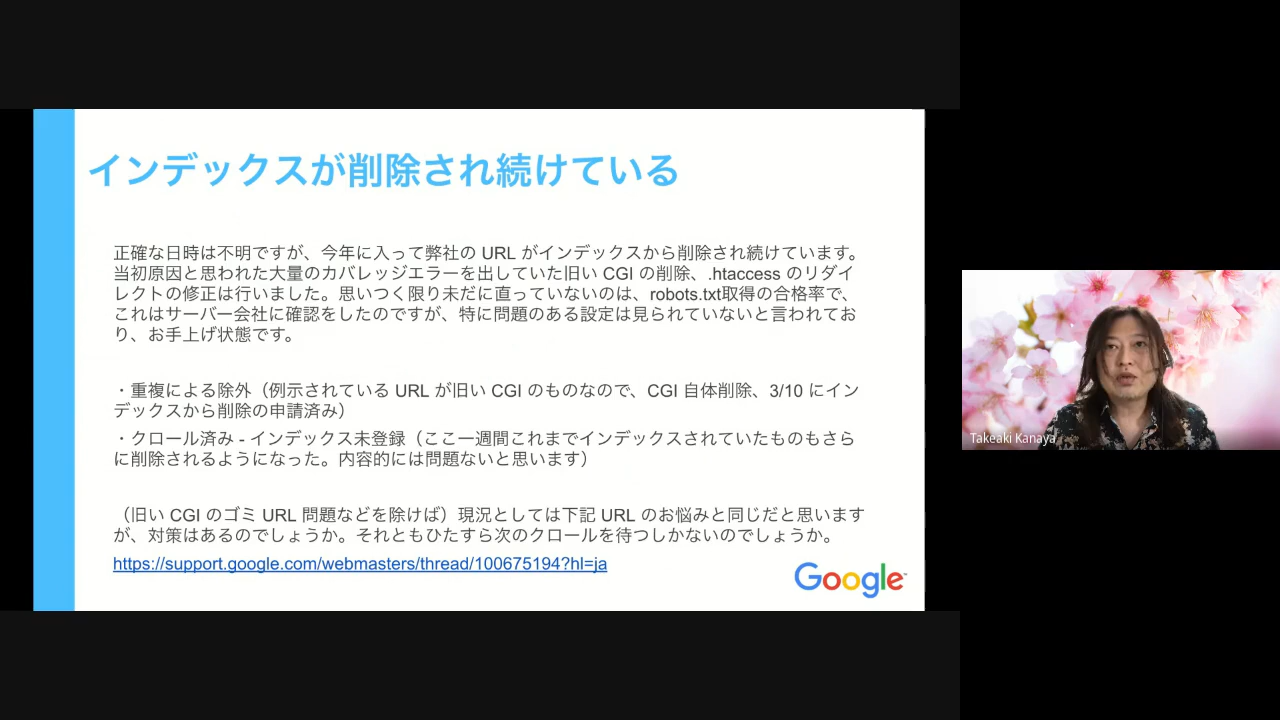 インデックスが削除され続けている
正確な日時は不明ですが、今年に入って弊社の URL がインデックスから削除され続けています。
当初原因と思われた大量のカバレッジエラーを出していた旧い CGI の削除、.htaccess のリダイ
レクトの修正は行いました。思いつく限り未だに直っていないのは、robots.txt取得の合格率で、
これはサーバー会社に確認をしたのですが、特に問題のある設定は見られていないと言われてお
り、お手上げ状態です。
・重複による除外（例示されている URL が旧い CGI のものなので、CGI 自体削除、3/10 にイン
デックスから削除の申請済み）
・クロール済み - インデックス未登録（ここ一週間これまでインデックスされていたものもさら
に削除されるようになった。内容的には問題ないと思います）
（旧い CGI のゴミ URL 問題などを除けば）現況としては下記 URL のお悩みと同じだと思います
が、対策はあるのでしょうか。それともひたすら次のクロールを待つしかないのでしょうか。
https://support.google.com/webmasters/thread/100675194?hl=ja
Google
Takeaki Kanaya